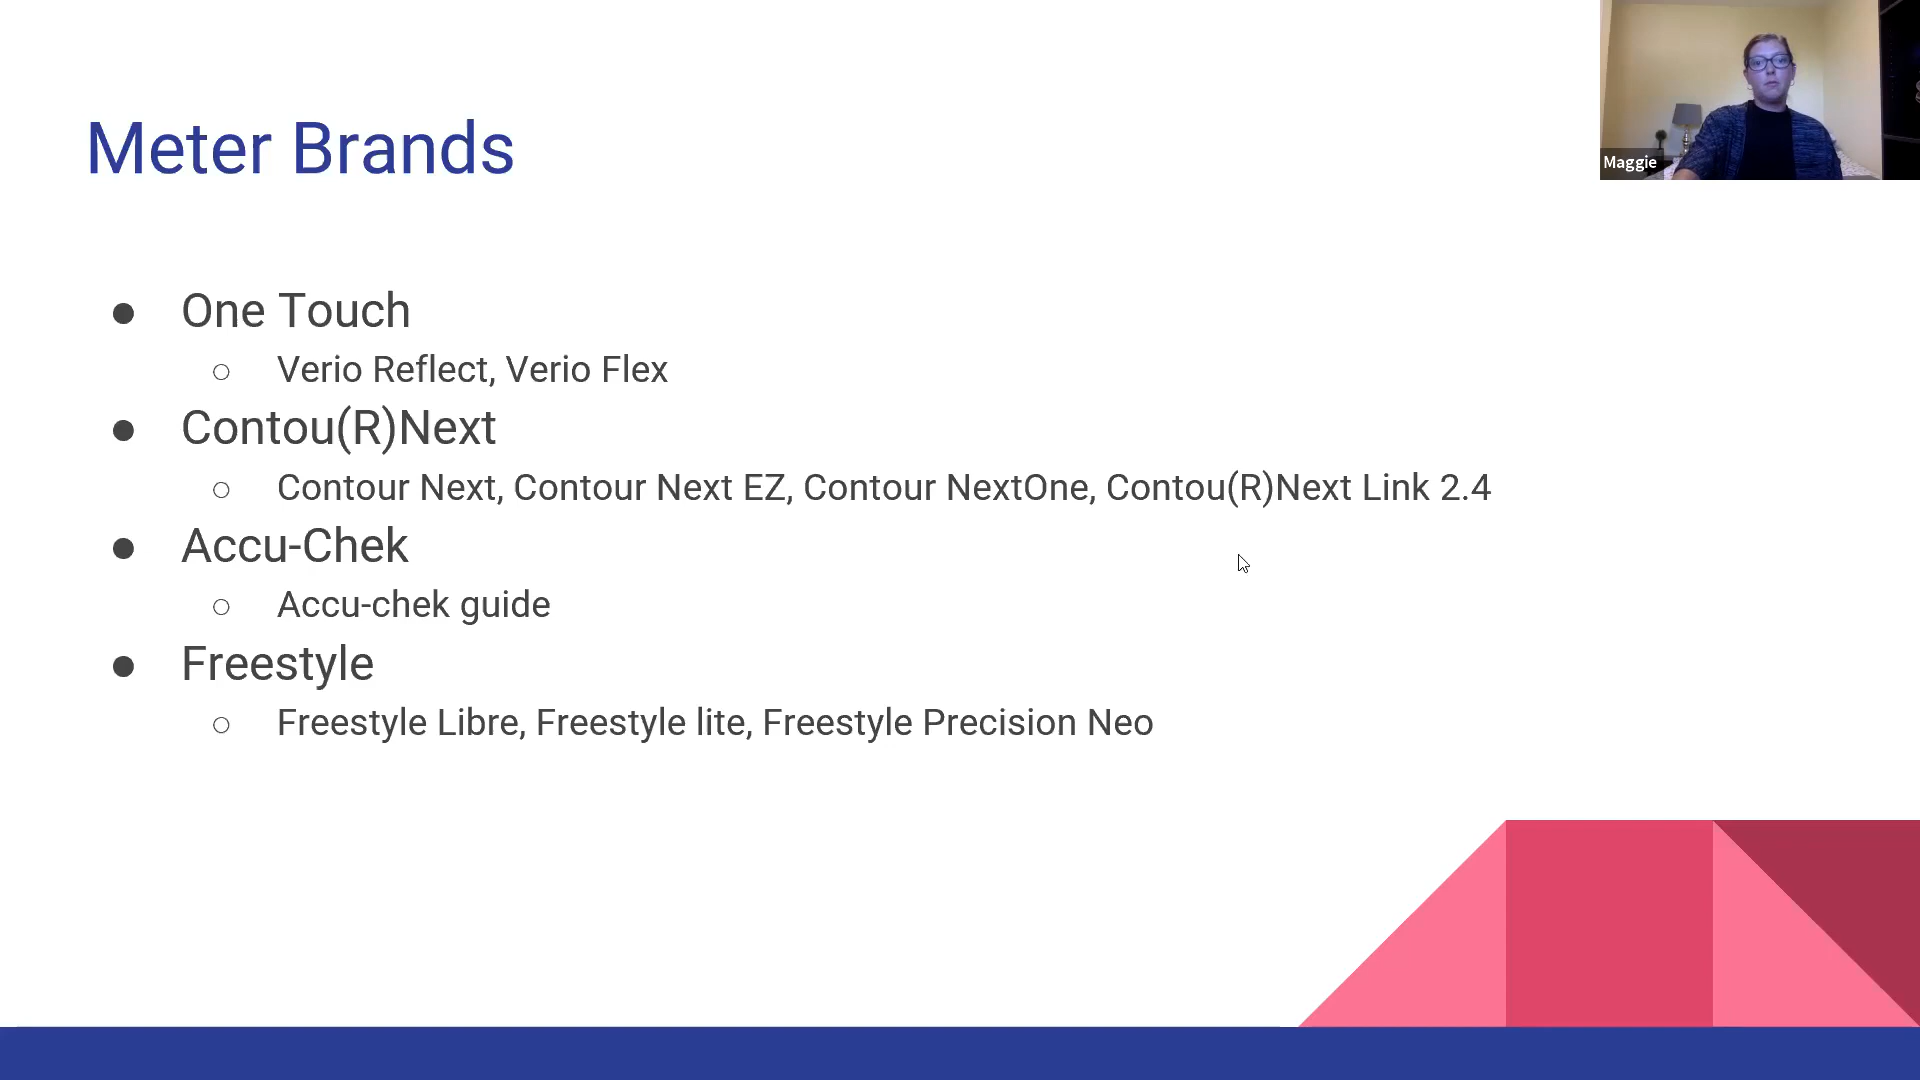 Maggie
Meter Brands
● One Touch
○ Verio Reflect, Verio Flex
● Contou(R)Next
○ Contour Next, Contour Next EZ, Contour NextOne, Contou(R)Next Link 2.4
● Accu-Chek
○ Accu-chek guide
● Freestyle
○ Freestyle Libre, Freestyle lite, Freestyle Precision Neo